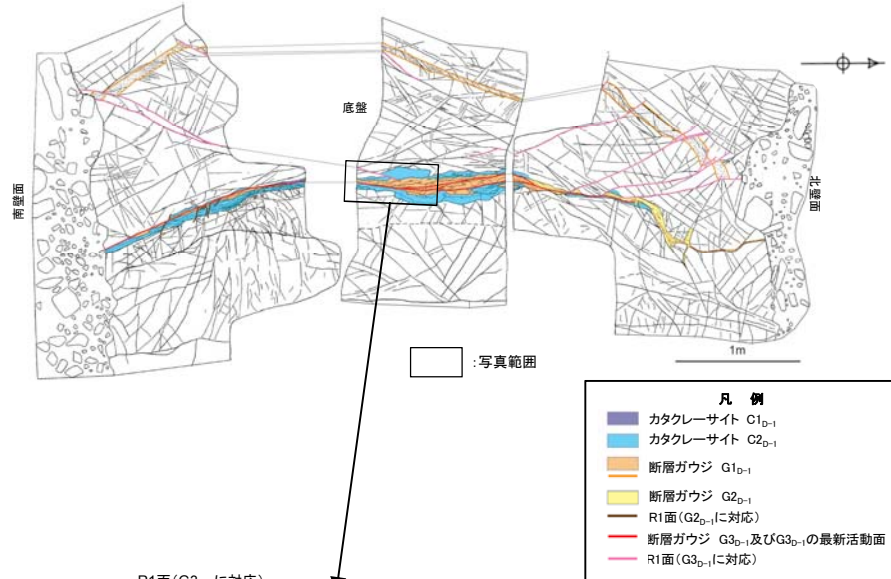 底盤
南壁面
北壁面
1m
:写真範囲
凡 例
カタクレーサイト C1D-1
カタクレーサイト C2D-1
断層ガウジ G1D-1
断層ガウジ G2D-1
R1面(G2D-1に対応)
断層ガウジ G3D-1及びG3D-1の最新活動面
R1面(G3D-1に対応)